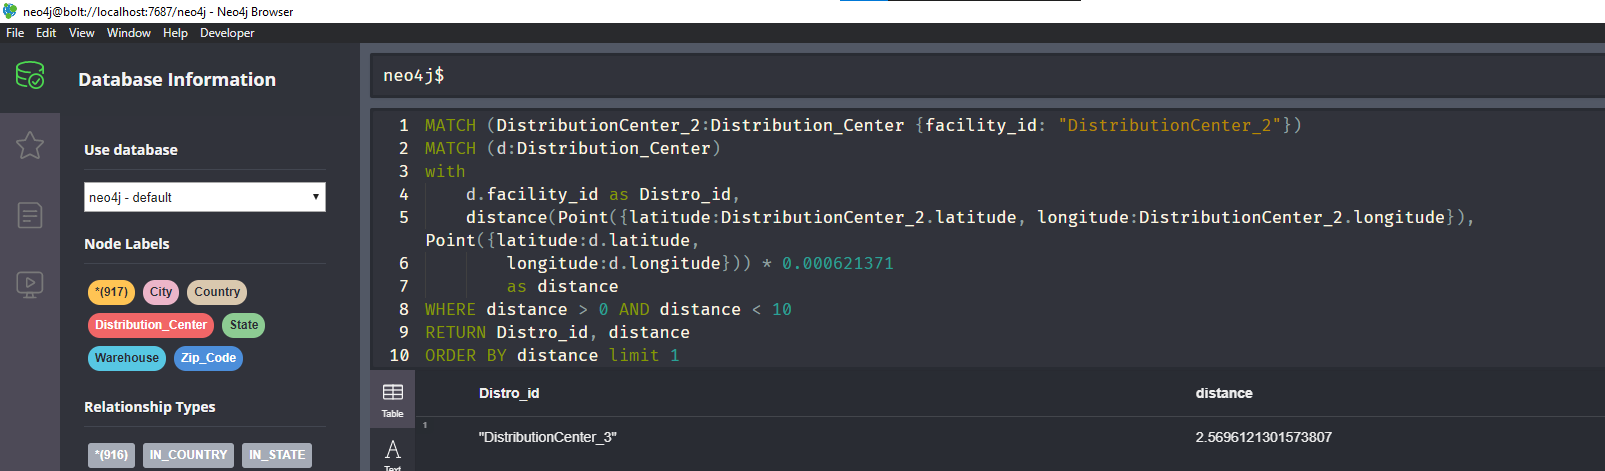 neo4j@bolt://localhost:7687/neo4j - Neo4j Browser
File Edit View Window Help Developer
Database Information
Use database
neo4j - default
Node Labels
*(917) City Country
Distribution_Center State
Warehouse Zip_Code
Relationship Types
*(916) IN_COUNTRY IN_STATE
neo4j$
1 MATCH (DistributionCenter_2:Distribution_Center {facility_id: "DistributionCenter_2"})
2 MATCH (d:Distribution_Center)
3 with
4 d.facility_id as Distro_id,
5 distance(Point({latitude:DistributionCenter_2.latitude, longitude:DistributionCenter_2.longitude}),
Point({latitude:d.latitude,
6 longitude:d.longitude})) * 0.000621371
7 as distance
8 WHERE distance > 0 AND distance < 10
9 RETURN Distro_id, distance
10 ORDER BY distance limit 1
Table
Text
Distro_id distance
1
"DistributionCenter_3" 2.5696121301573807